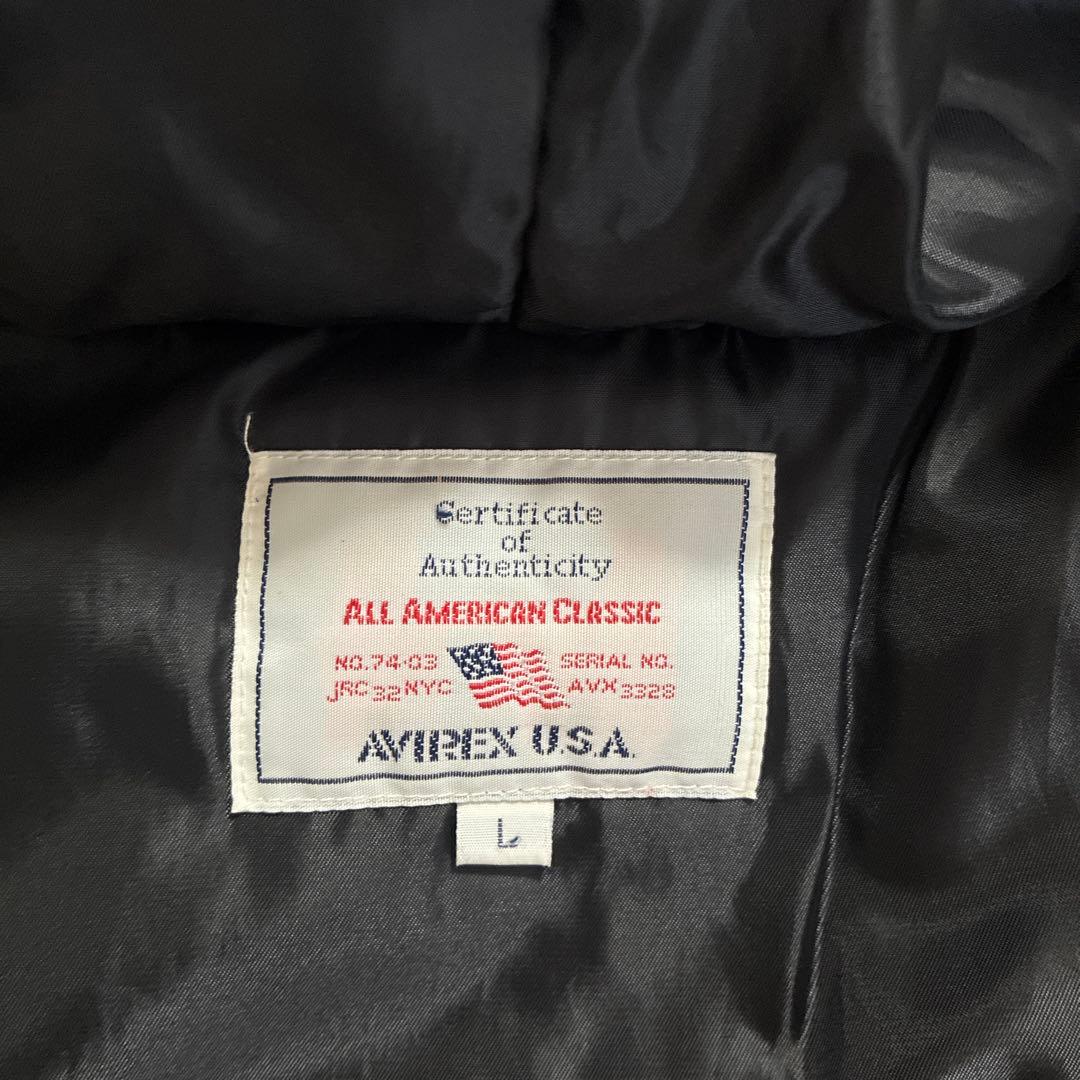 Certificate
of
Authenticity
ALL AMERICAN CLASSIC
NO.74-03 SERIAL NO.
JRC 32 NYC AVX 3328
AVIREX U.S.A.
L